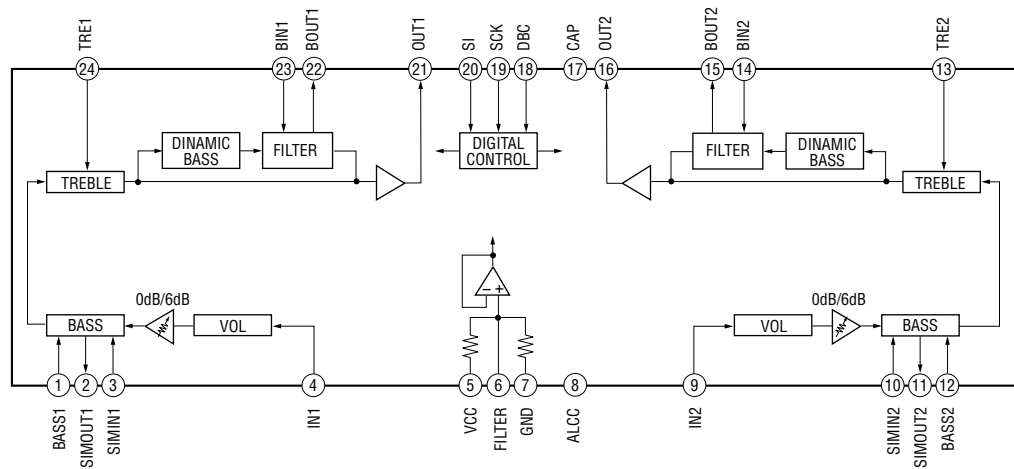 TRE1
BIN1
BOUT1
OUT1
SI
SCK
DBC
CAP
OUT2
BOUT2
BIN2
TRE2
24
23
22
21
20
19
18
17
16
15
14
13
DINAMIC
BASS
FILTER
DIGITAL
CONTROL
FILTER
DINAMIC
BASS
TREBLE
TREBLE
− +
0dB/6dB
0dB/6dB
BASS
VOL
VOL
BASS
1
2
3
4
5
6
7
8
9
10
11
12
BASS1
SIMOUT1
SIMIN1
IN1
VCC
FILTER
GND
ALCC
IN2
SIMIN2
SIMOUT2
BASS2